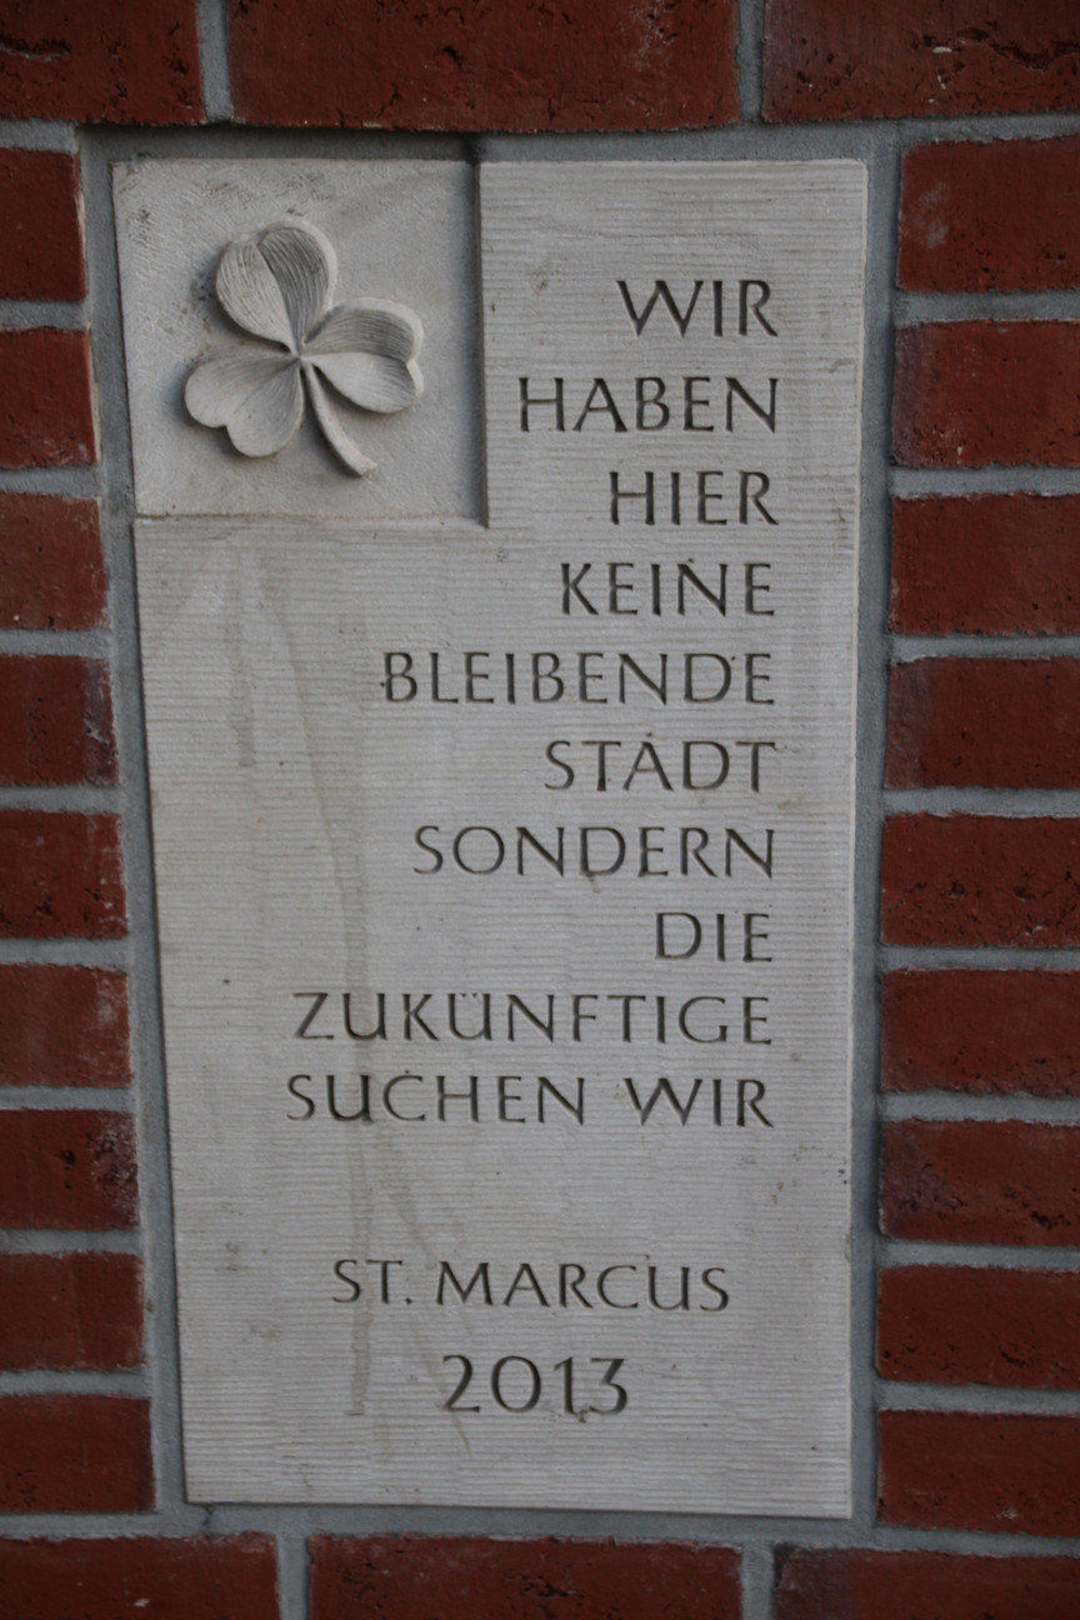 WIR
HABEN
HIER
KEINE
BLEIBENDE
STADT
SONDERN
DIE
ZUKÜNFTIGE
SUCHEN WIR
ST. MARCUS
2013